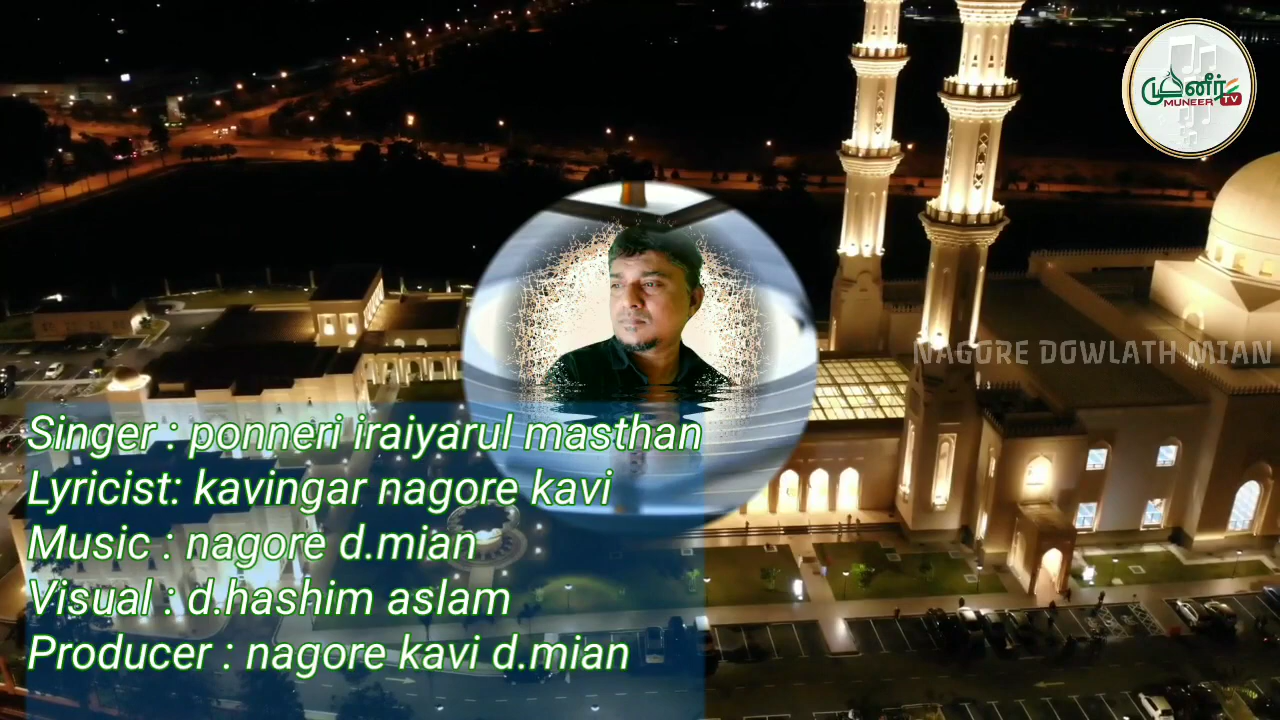 முனீர்
MUNEER TV
NAGORE DOWLATH MIAN
Singer : ponneri iraiyarul masthan
Lyricist: kavingar nagore kavi
Music : nagore d.mian
Visual : d.hashim aslam
Producer : nagore kavi d.mian